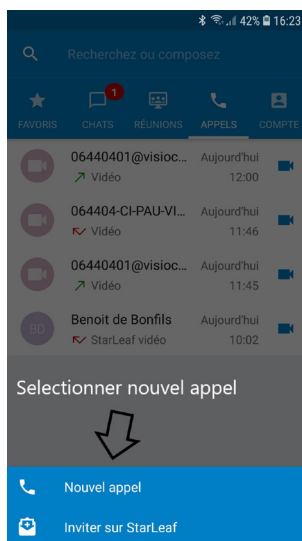 42% 16:23
Recherchez ou composez
1
FAVORIS CHATS RÉUNIONS APPELS COMPTE
06440401@visioc... Aujourd'hui
Vidéo 12:00
064404-CI-PAU-VI... Aujourd'hui
Vidéo 11:46
06440401@visioc... Aujourd'hui
Vidéo 11:45
BD Benoit de Bonfils Aujourd'hui
StarLeaf vidéo 10:02
Selectionner nouvel appel
Nouvel appel
Inviter sur StarLeaf